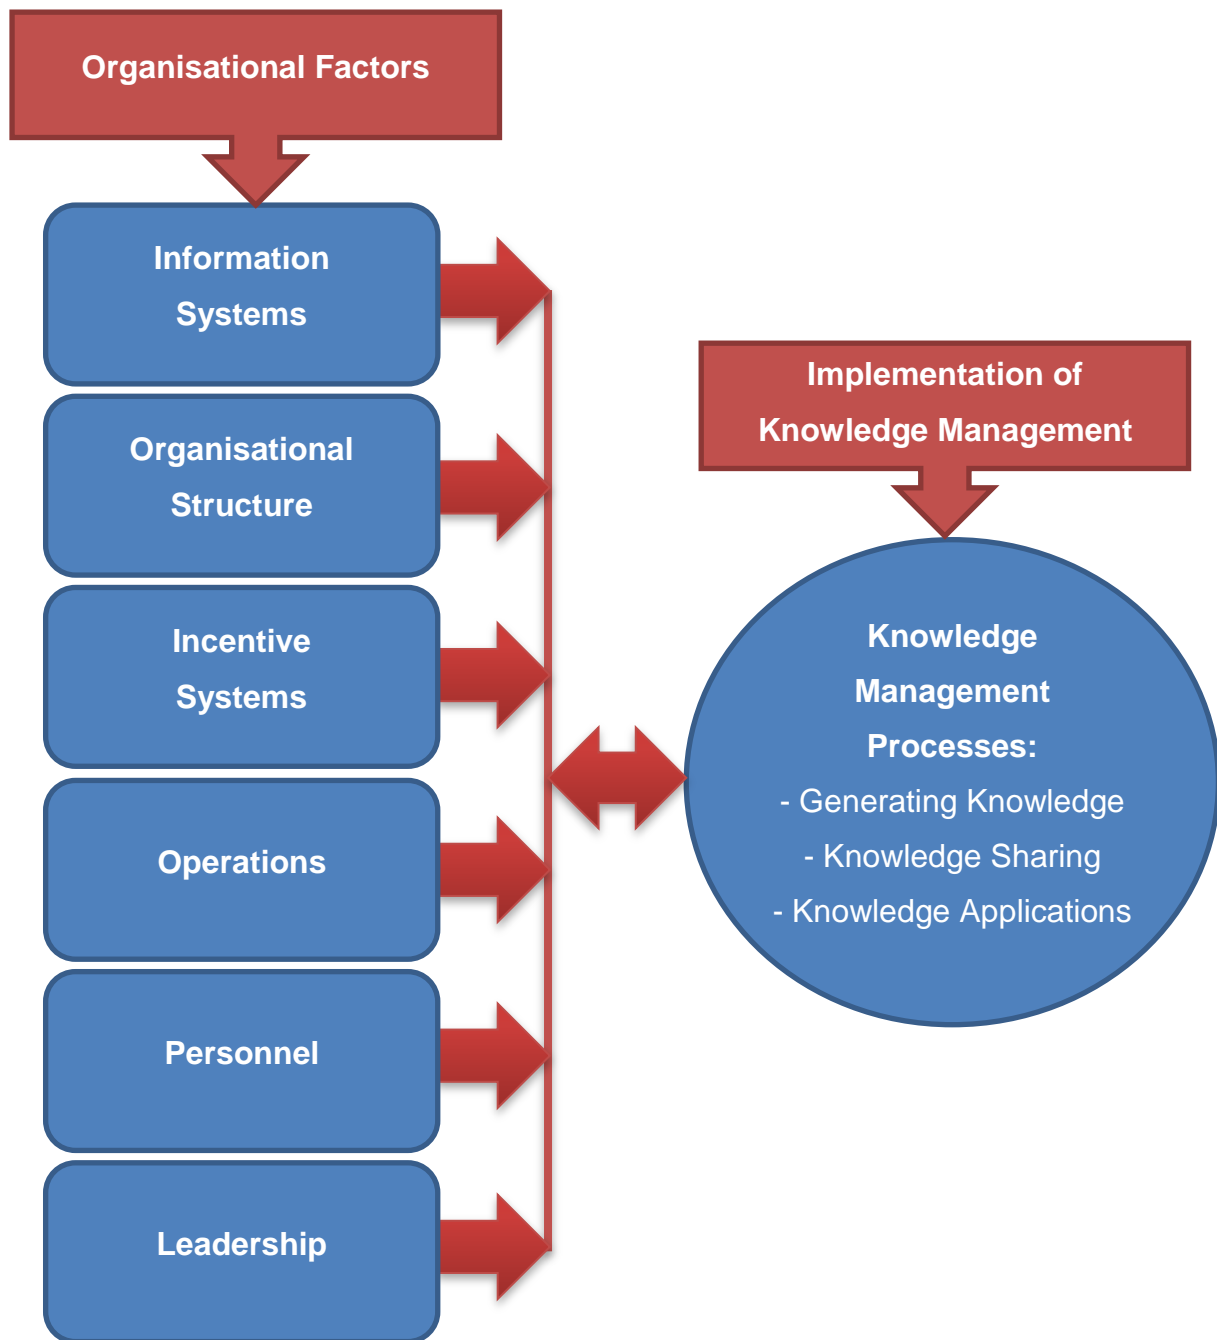 Organisational Factors
Information
Systems
Organisational
Structure
Incentive
Systems
Operations
Personnel
Leadership
Implementation of
Knowledge Management
Knowledge
Management
Processes:
- Generating Knowledge
- Knowledge Sharing
- Knowledge Applications